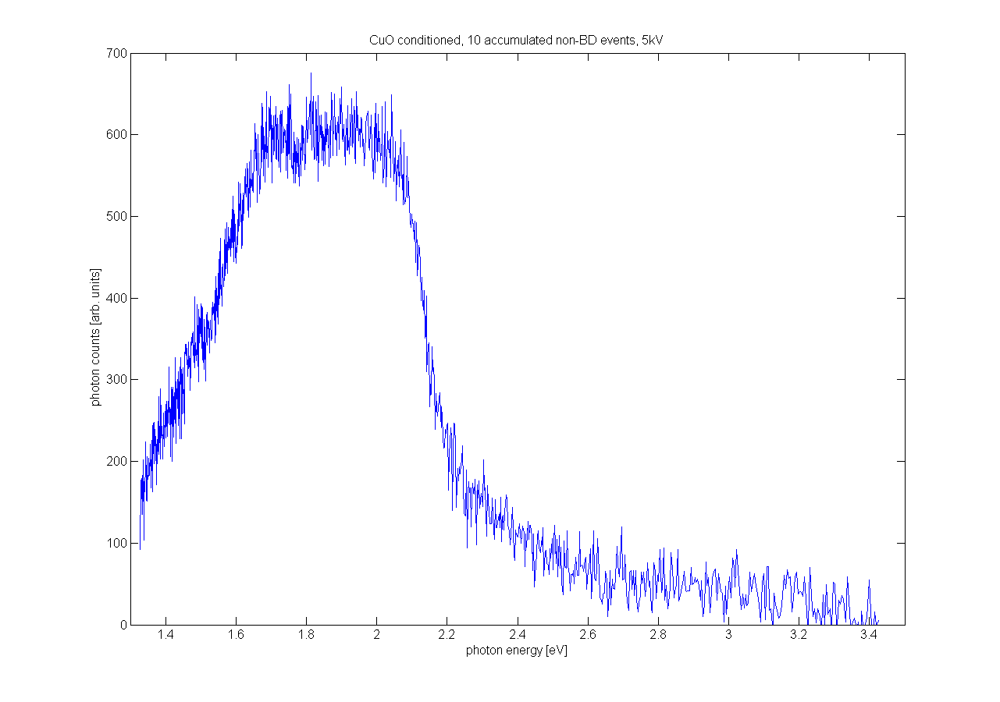 CuO conditioned, 10 accumulated non-BD events, 5kV
700
600
500
400
300
200
100
0
photon counts [arb. units]
1.4 1.6 1.8 2 2.2 2.4 2.6 2.8 3 3.2 3.4
photon energy [eV]